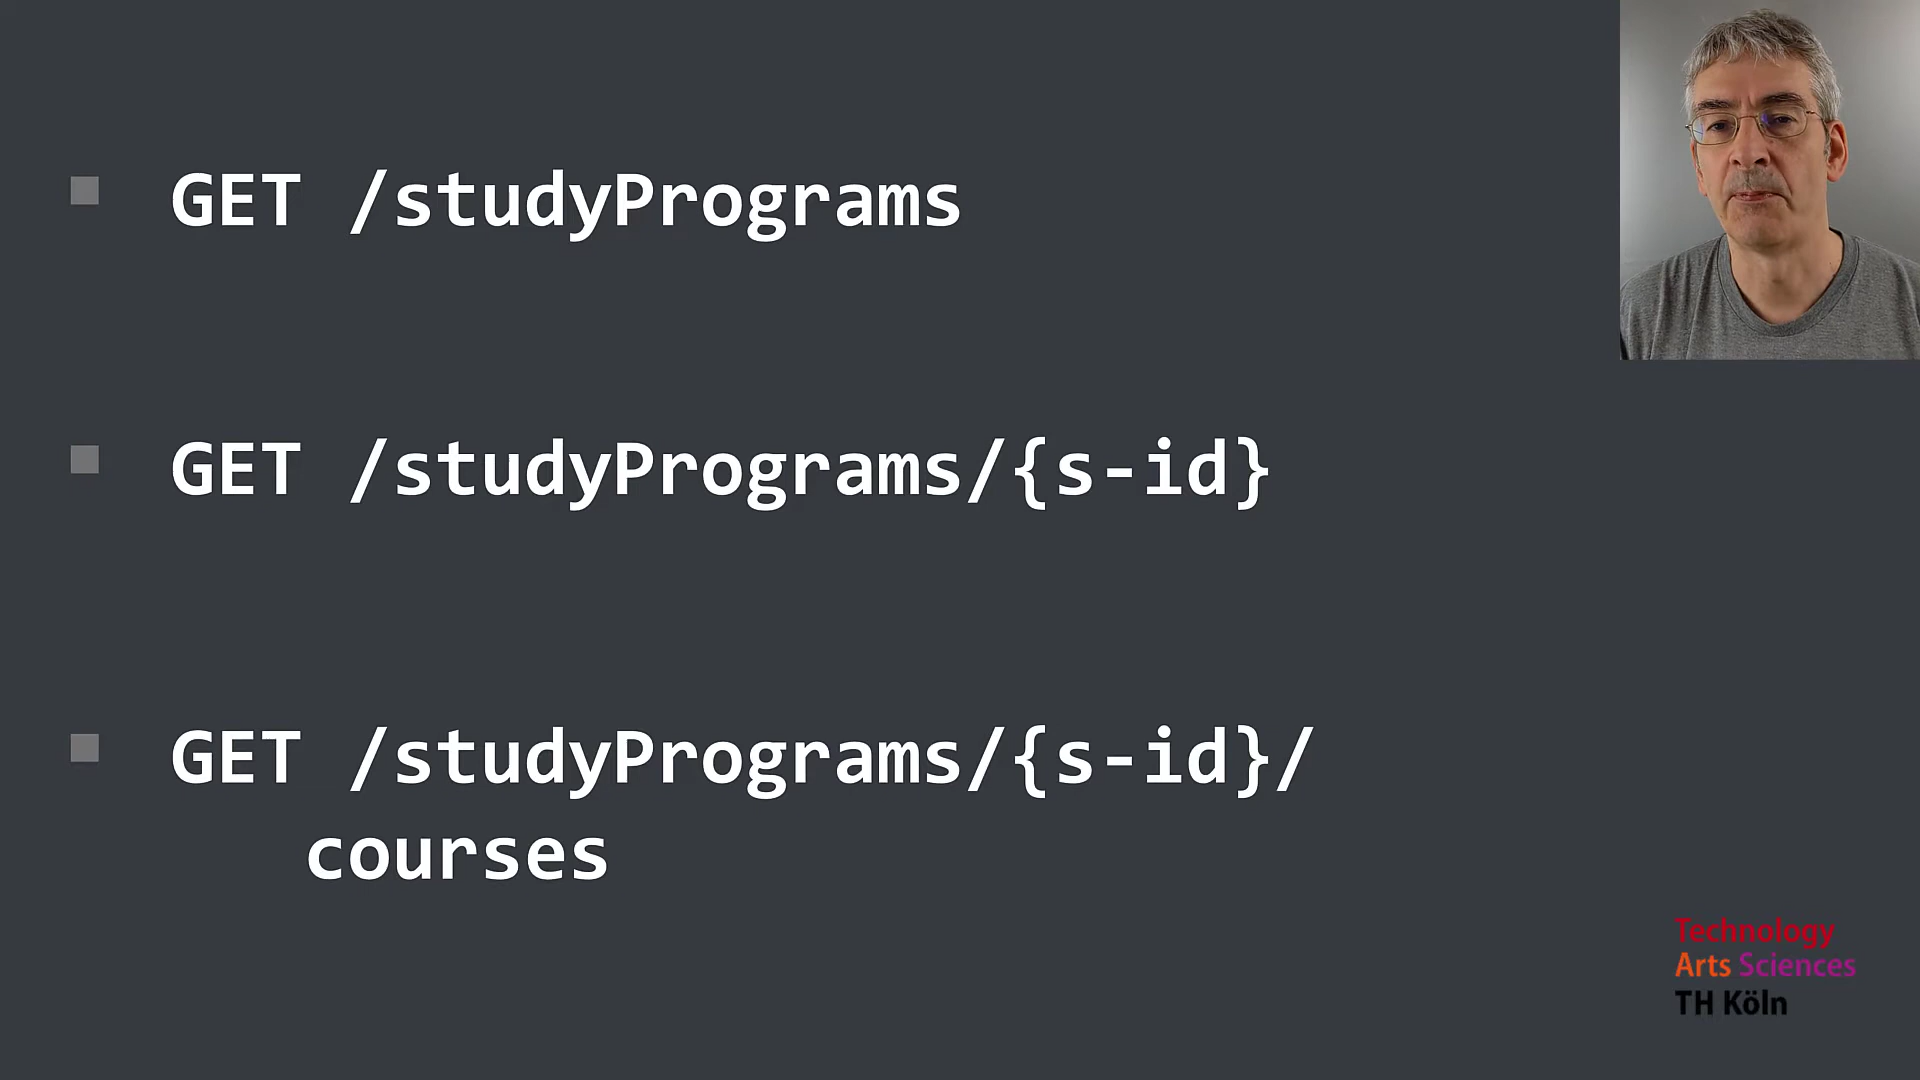 GET /studyPrograms
GET /studyPrograms/{s-id}
GET /studyPrograms/{s-id}/
courses
Technology
Arts Sciences
TH Köln